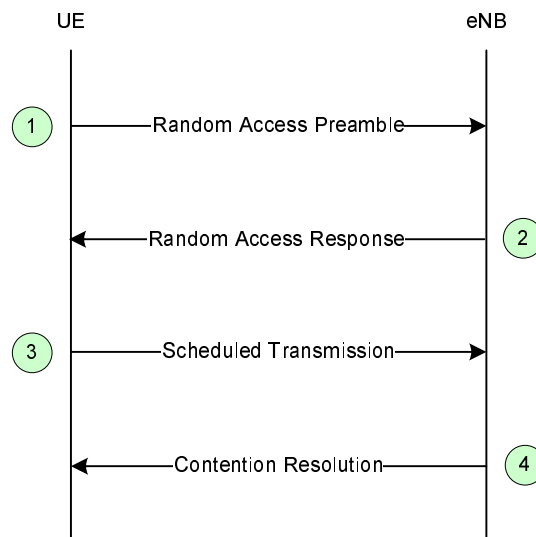 UE
eNB
1
Random Access Preamble
Random Access Response
2
3
Scheduled Transmission
Contention Resolution
4